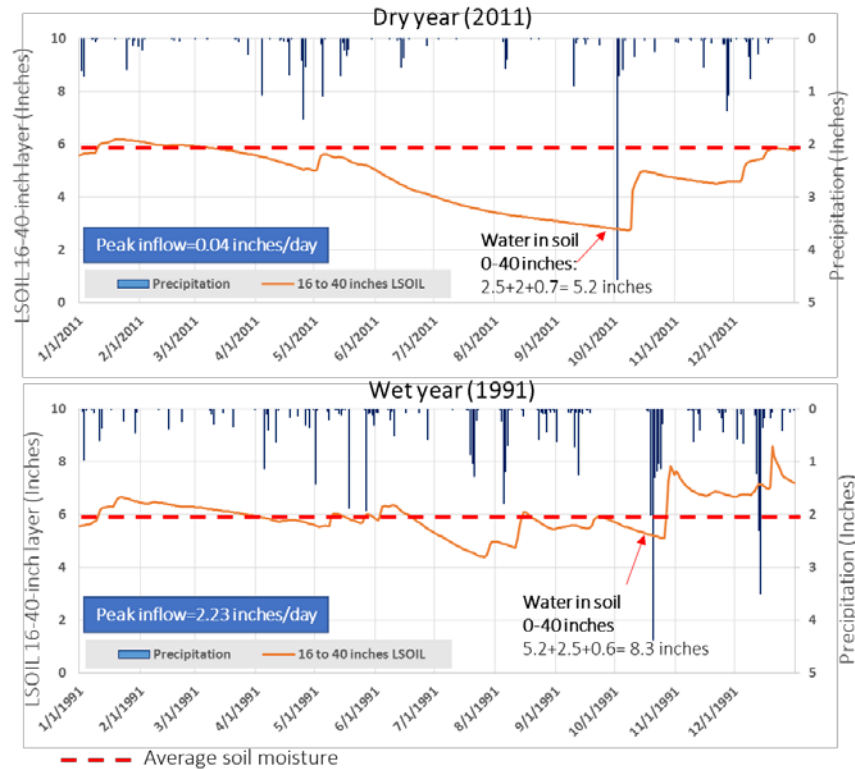 Dry year (2011)
LSOIL 16-40-inch layer (Inches)
10
8
6
4
2
0
0
1
2
3
4
5
Precipitation (Inches)
Peak inflow=0.04 inches/day
Water in soil
0-40 inches:
2.5+2+0.7= 5.2 inches
Precipitation
16 to 40 inches LSOIL
1/1/2011
2/1/2011
3/1/2011
4/1/2011
5/1/2011
6/1/2011
7/1/2011
8/1/2011
9/1/2011
10/1/2011
11/1/2011
12/1/2011
Wet year (1991)
LSOIL 16-40-inch layer (Inches)
10
8
6
4
2
0
0
1
2
3
4
5
Precipitation (Inches)
Peak inflow=2.23 inches/day
Water in soil
0-40 inches
5.2+2.5+0.6= 8.3 inches
Precipitation
16 to 40 inches LSOIL
1/1/1991
2/1/1991
3/1/1991
4/1/1991
5/1/1991
6/1/1991
7/1/1991
8/1/1991
9/1/1991
10/1/1991
11/1/1991
12/1/1991
Average soil moisture